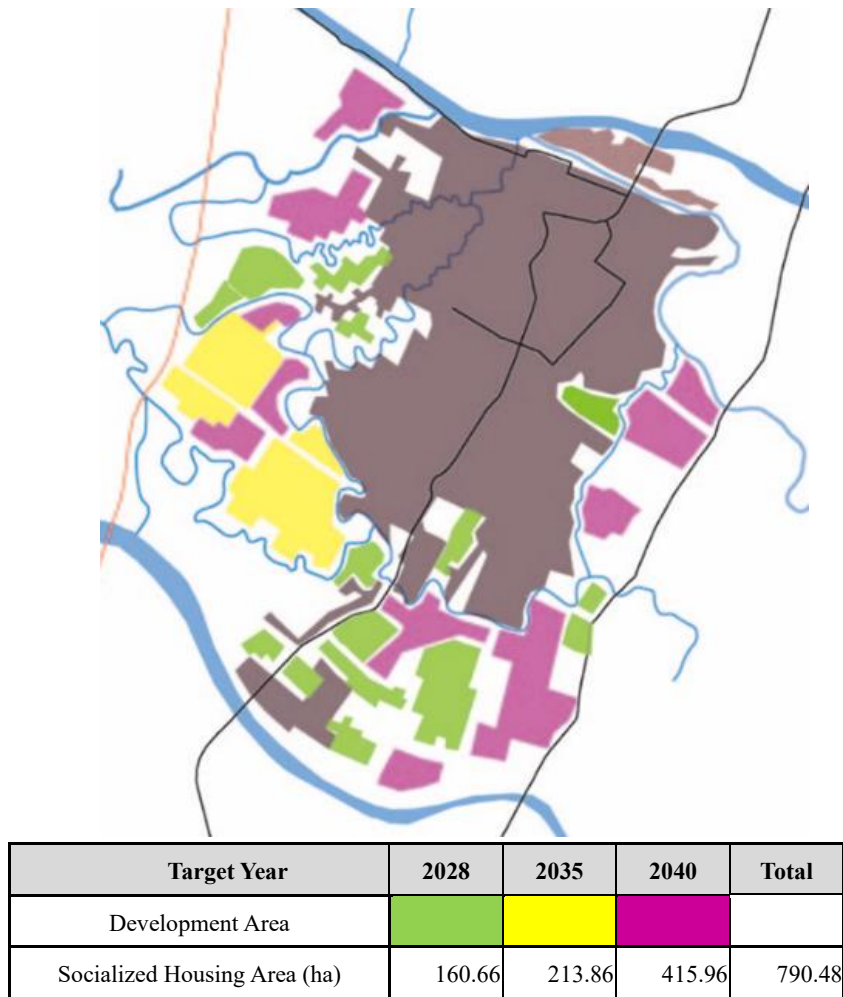 Target Year 2028 2035 2040 Total
Development Area
Socialized Housing Area (ha) 160.66 213.86 415.96 790.48